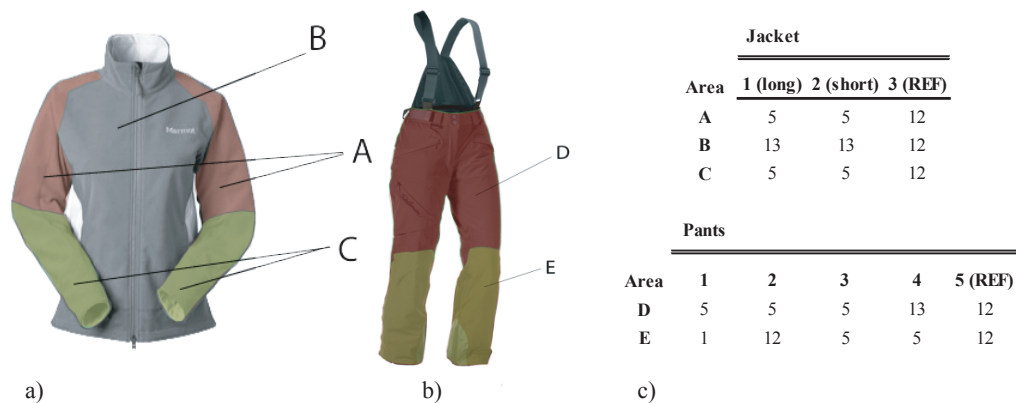 B
Marmot
A
C
a)
D
E
b)
Jacket
Area 1 (long) 2 (short) 3 (REF)
A 5 5 12
B 13 13 12
C 5 5 12
Pants
Area 1 2 3 4 5 (REF)
D 5 5 5 13 12
E 1 12 5 5 12
c)